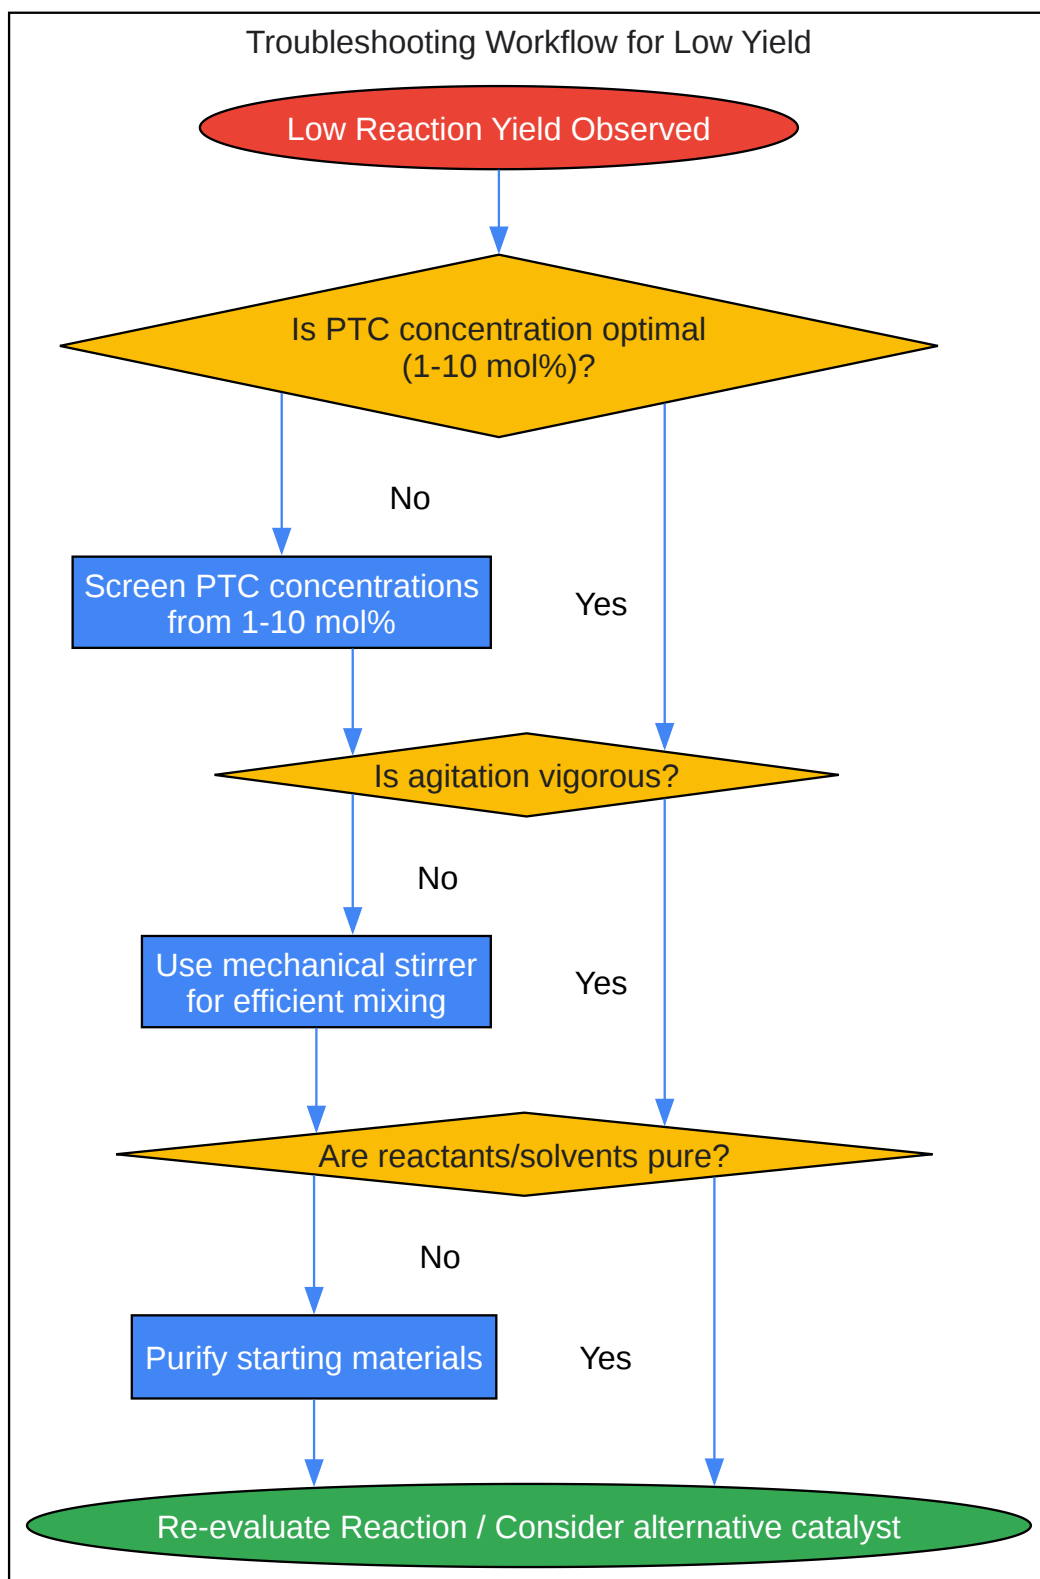 Troubleshooting Workflow for Low Yield
Low Reaction Yield Observed
Is PTC concentration optimal
(1-10 mol%)?
No
Screen PTC concentrations
from 1-10 mol%
Yes
Is agitation vigorous?
No
Use mechanical stirrer
for efficient mixing
Yes
Are reactants/solvents pure?
No
Purify starting materials
Yes
Re-evaluate Reaction / Consider alternative catalyst